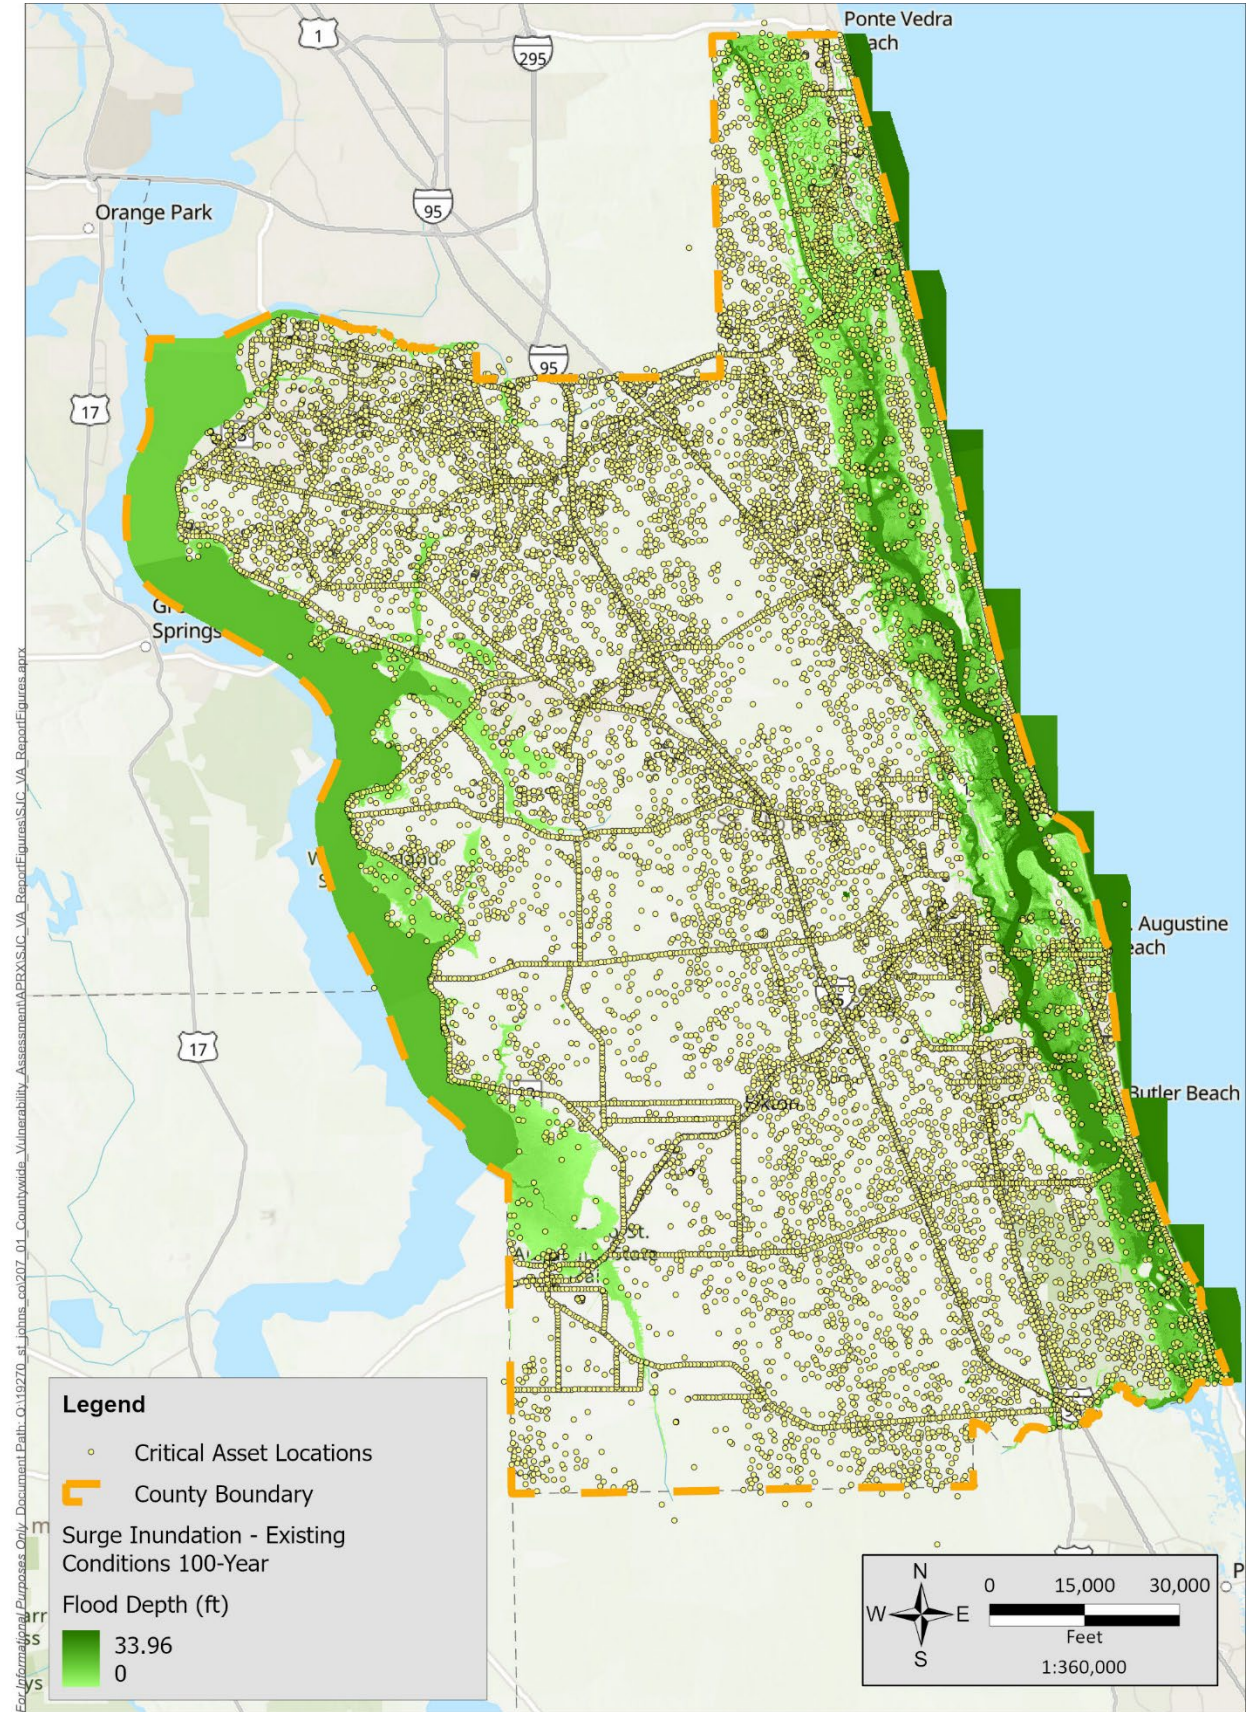 Ponte Vedra
ach
1
295
95
Orange Park
95
17
Springs
17
. Augustine
each
Butler Beach
Legend
Critical Asset Locations
County Boundary
Surge Inundation - Existing
Conditions 100-Year
Flood Depth (ft)
33.96
0
N
W
E
S
0
15,000
30,000
Feet
1:360,000
P
For Informational Purposes Only Document Path: Q:\19270_st_johns_co\207_01_Countywide_Vulnerability_Assessment\APRX\SJC_VA_ReportFigures\SJC_VA_ReportFigures.aprx